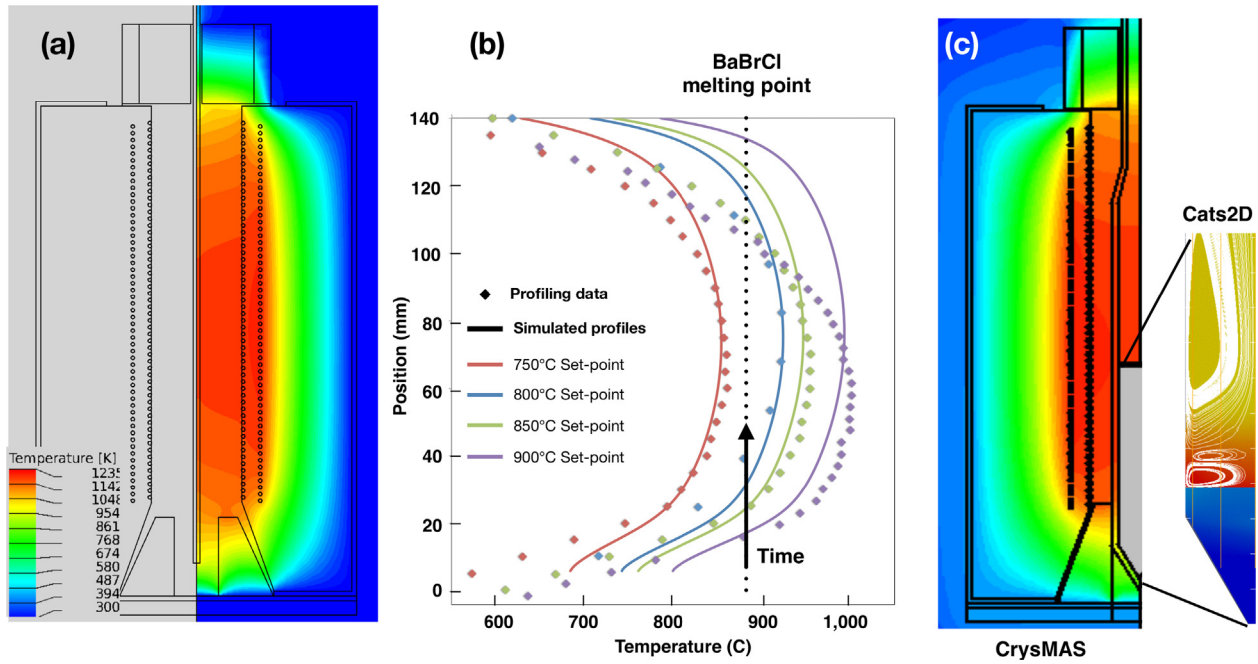 (a)
Temperature [K]
1235
1142
1048
954
861
768
674
580
487
394
300
(b)
BaBrCl
melting point
Position (mm)
140
120
100
80
60
40
20
0
Profiling data
Simulated profiles
750°C Set-point
800°C Set-point
850°C Set-point
900°C Set-point
Time
600 700 800 900 1,000
Temperature (C)
(c)
Cats2D
CrysMAS